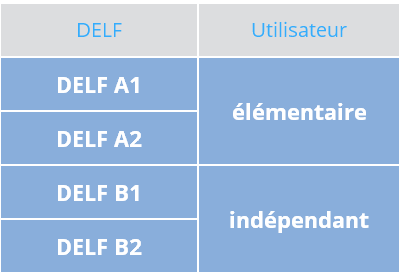 DELF Utilisateur
DELF A1
élémentaire
DELF A2
DELF B1
indépendant
DELF B2